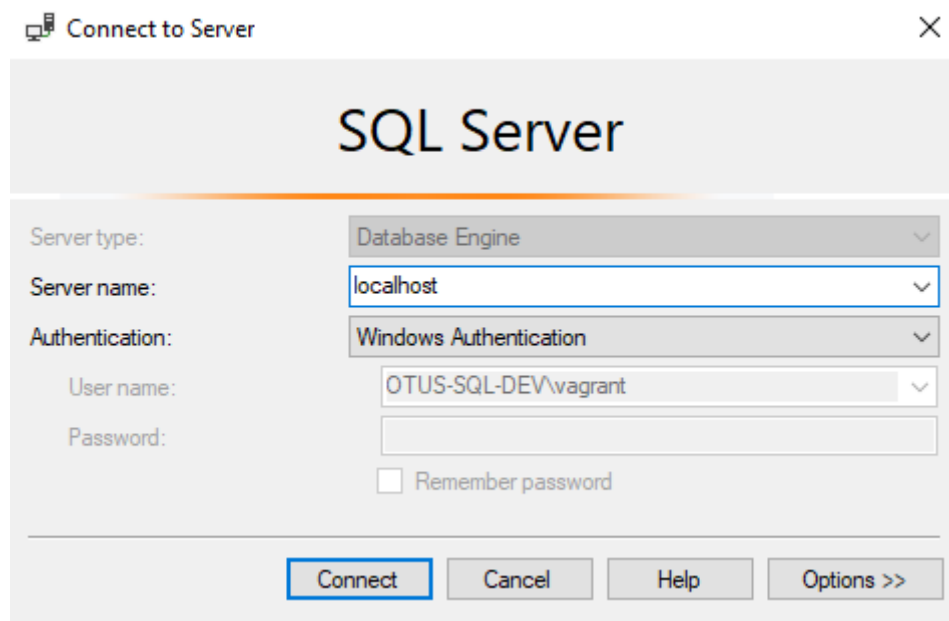 Connect to Server
SQL Server
Server type: Database Engine
Server name: localhost
Authentication: Windows Authentication
User name: OTUS-SQL-DEV\vagrant
Password:
Remember password
Connect Cancel Help Options >>